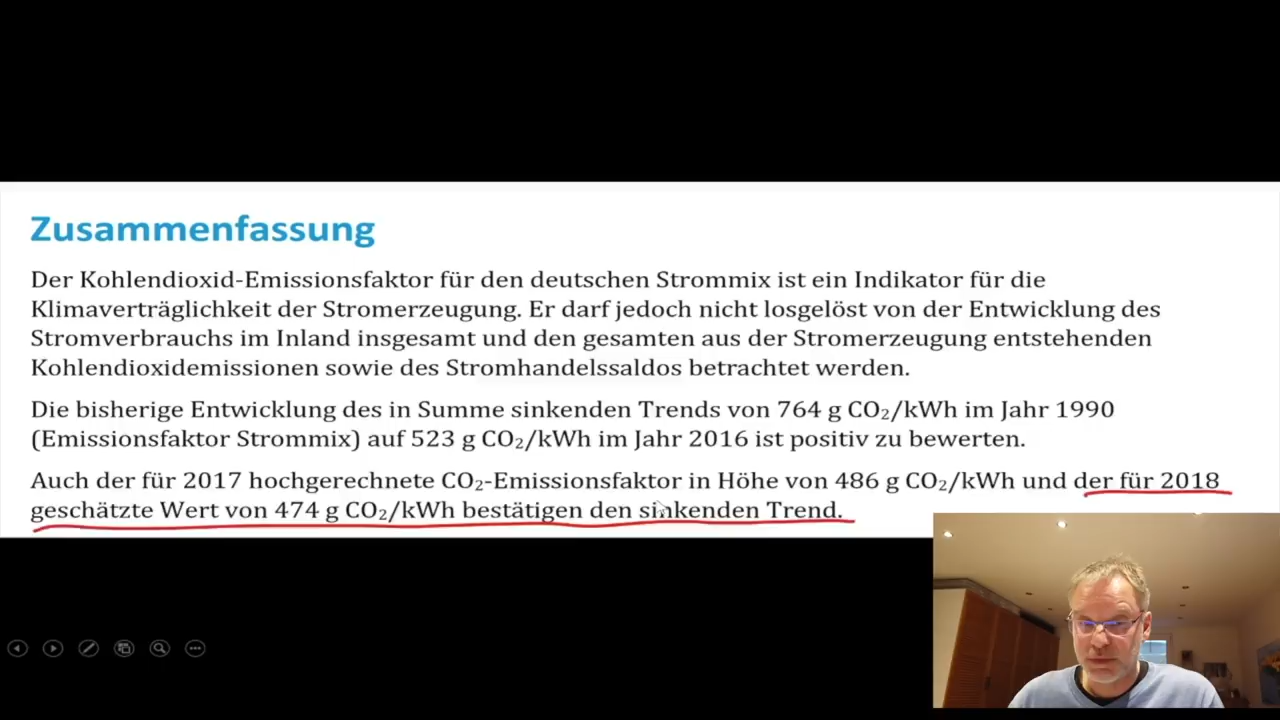 Zusammenfassung
Der Kohlendioxid-Emissionsfaktor für den deutschen Strommix ist ein Indikator für die
Klimaverträglichkeit der Stromerzeugung. Er darf jedoch nicht losgelöst von der Entwicklung des
Stromverbrauchs im Inland insgesamt und den gesamten aus der Stromerzeugung entstehenden
Kohlendioxidemissionen sowie des Stromhandelssaldos betrachtet werden.
Die bisherige Entwicklung des in Summe sinkenden Trends von 764 g CO₂/kWh im Jahr 1990
(Emissionsfaktor Strommix) auf 523 g CO₂/kWh im Jahr 2016 ist positiv zu bewerten.
Auch der für 2017 hochgerechnete CO₂-Emissionsfaktor in Höhe von 486 g CO₂/kWh und der für 2018
geschätzte Wert von 474 g CO₂/kWh bestätigen den sinkenden Trend.